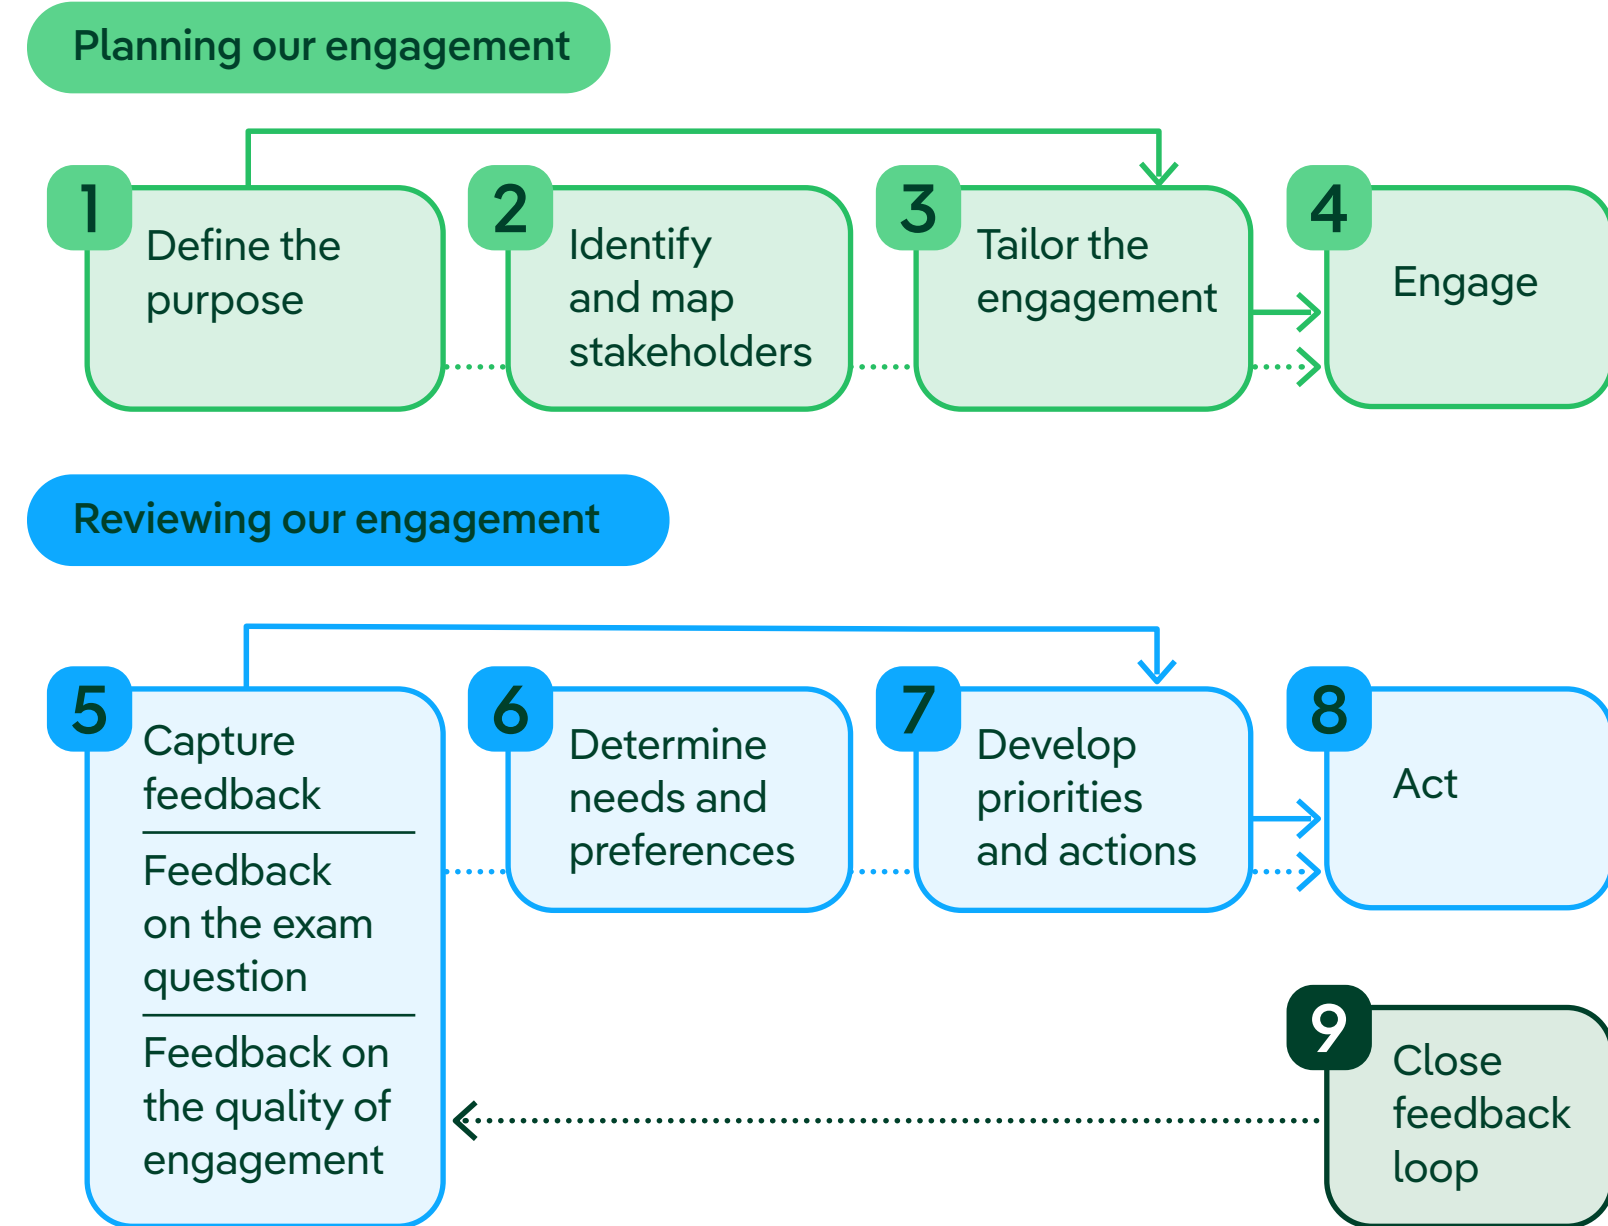 Planning our engagement
1
Define the
purpose
2
Identify
and map
stakeholders
3
Tailor the
engagement
4
Engage
Reviewing our engagement
5
Capture
feedback
Feedback
on the exam
question
Feedback on
the quality of
engagement
6
Determine
needs and
preferences
7
Develop
priorities
and actions
8
Act
9
Close
feedback
loop